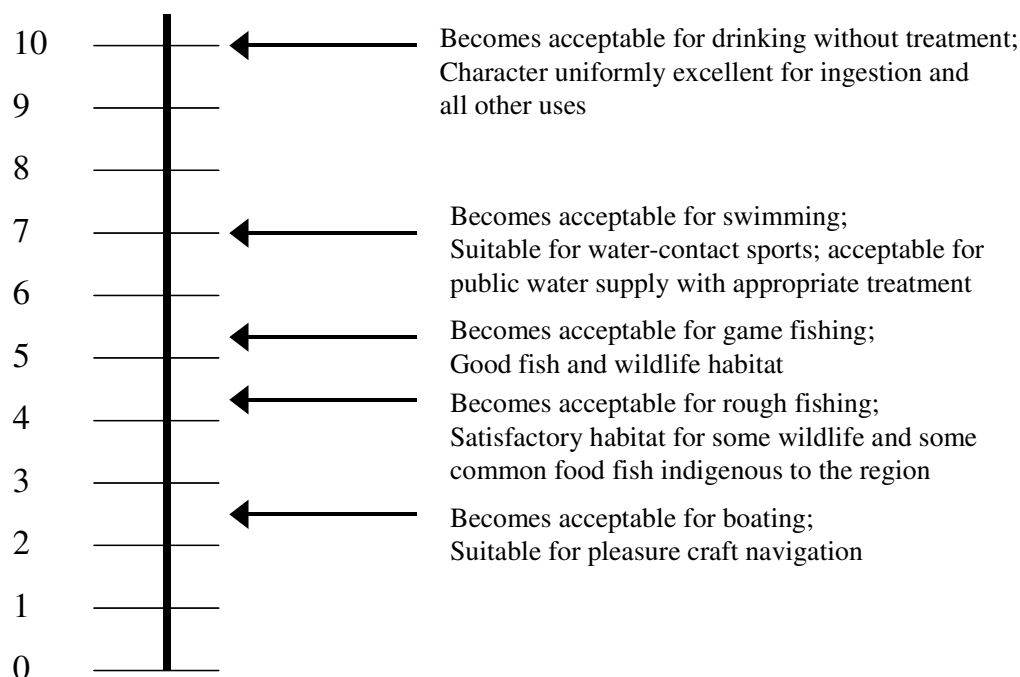 10
Becomes acceptable for drinking without treatment;
Character uniformly excellent for ingestion and
all other uses
9
8
7
Becomes acceptable for swimming;
Suitable for water-contact sports; acceptable for
public water supply with appropriate treatment
6
Becomes acceptable for game fishing;
5
Good fish and wildlife habitat
Becomes acceptable for rough fishing;
4
Satisfactory habitat for some wildlife and some
common food fish indigenous to the region
3
Becomes acceptable for boating;
2
Suitable for pleasure craft navigation
1
0